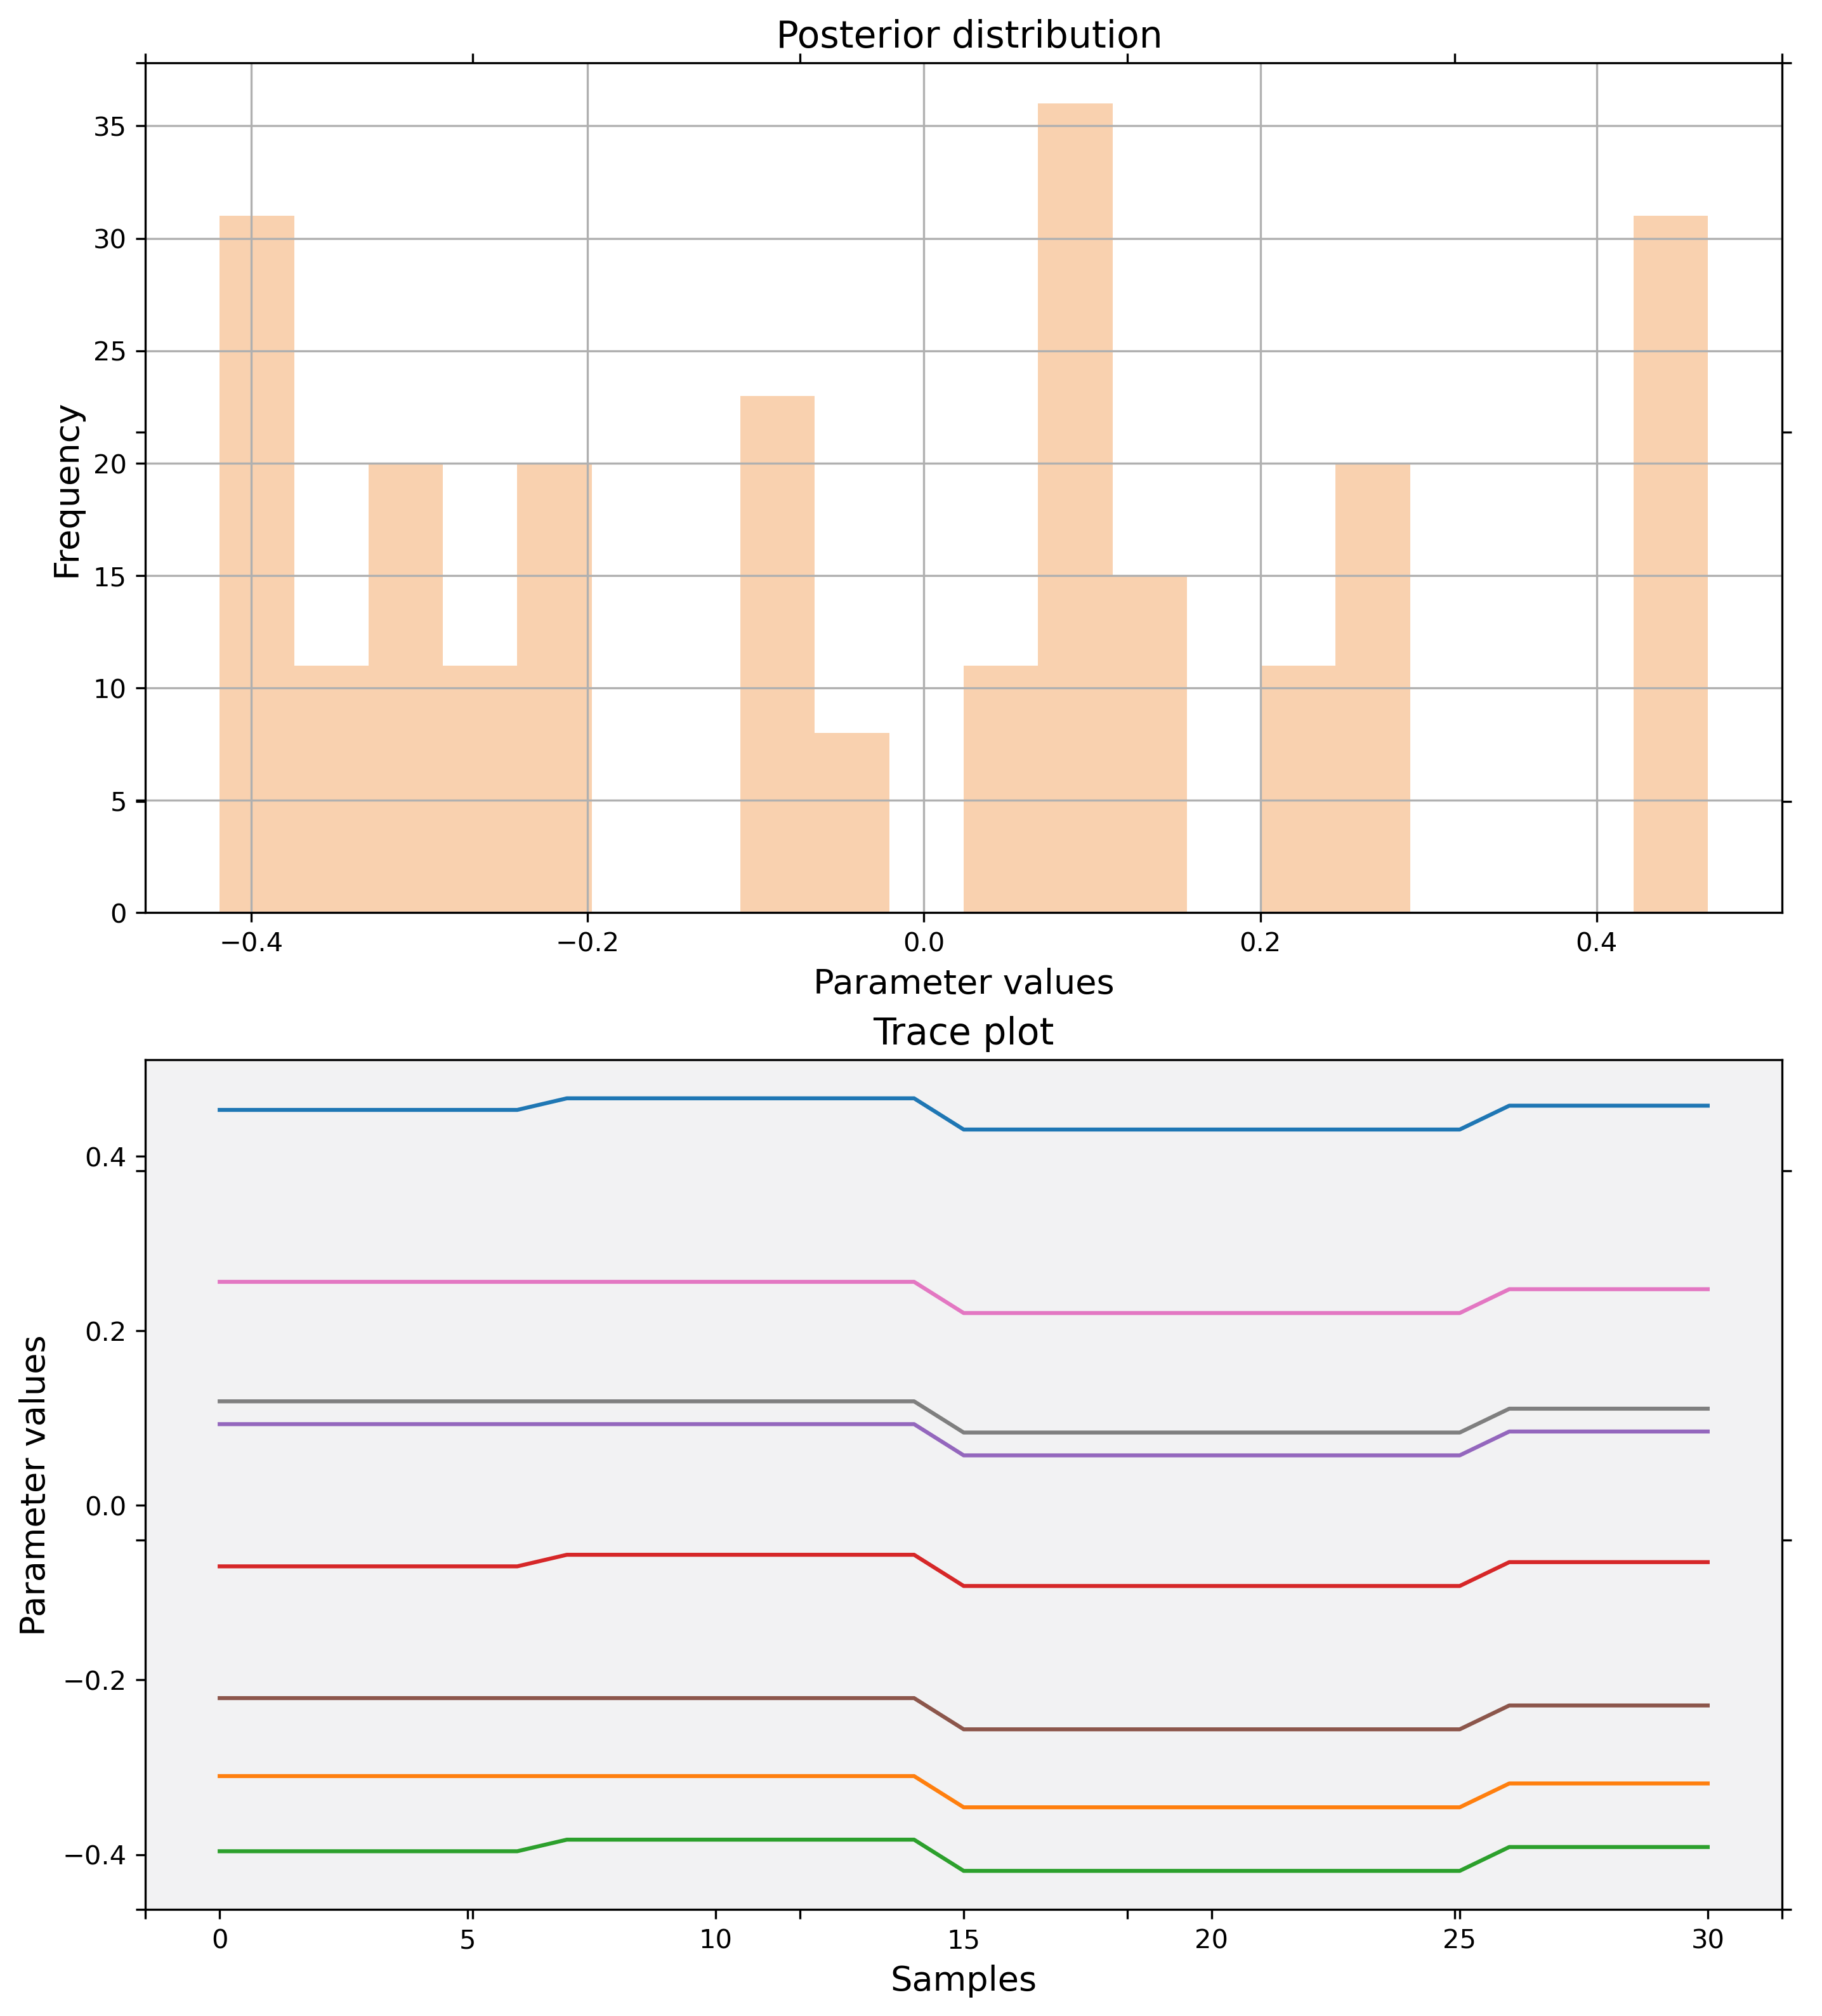 Posterior distribution
35
30
25
20
15
10
5
0
Frequency
−0.4 −0.2 0.0 0.2 0.4
Parameter values
Trace plot
0.4
0.2
0.0
−0.2
−0.4
Parameter values
0 5 10 15 20 25 30
Samples